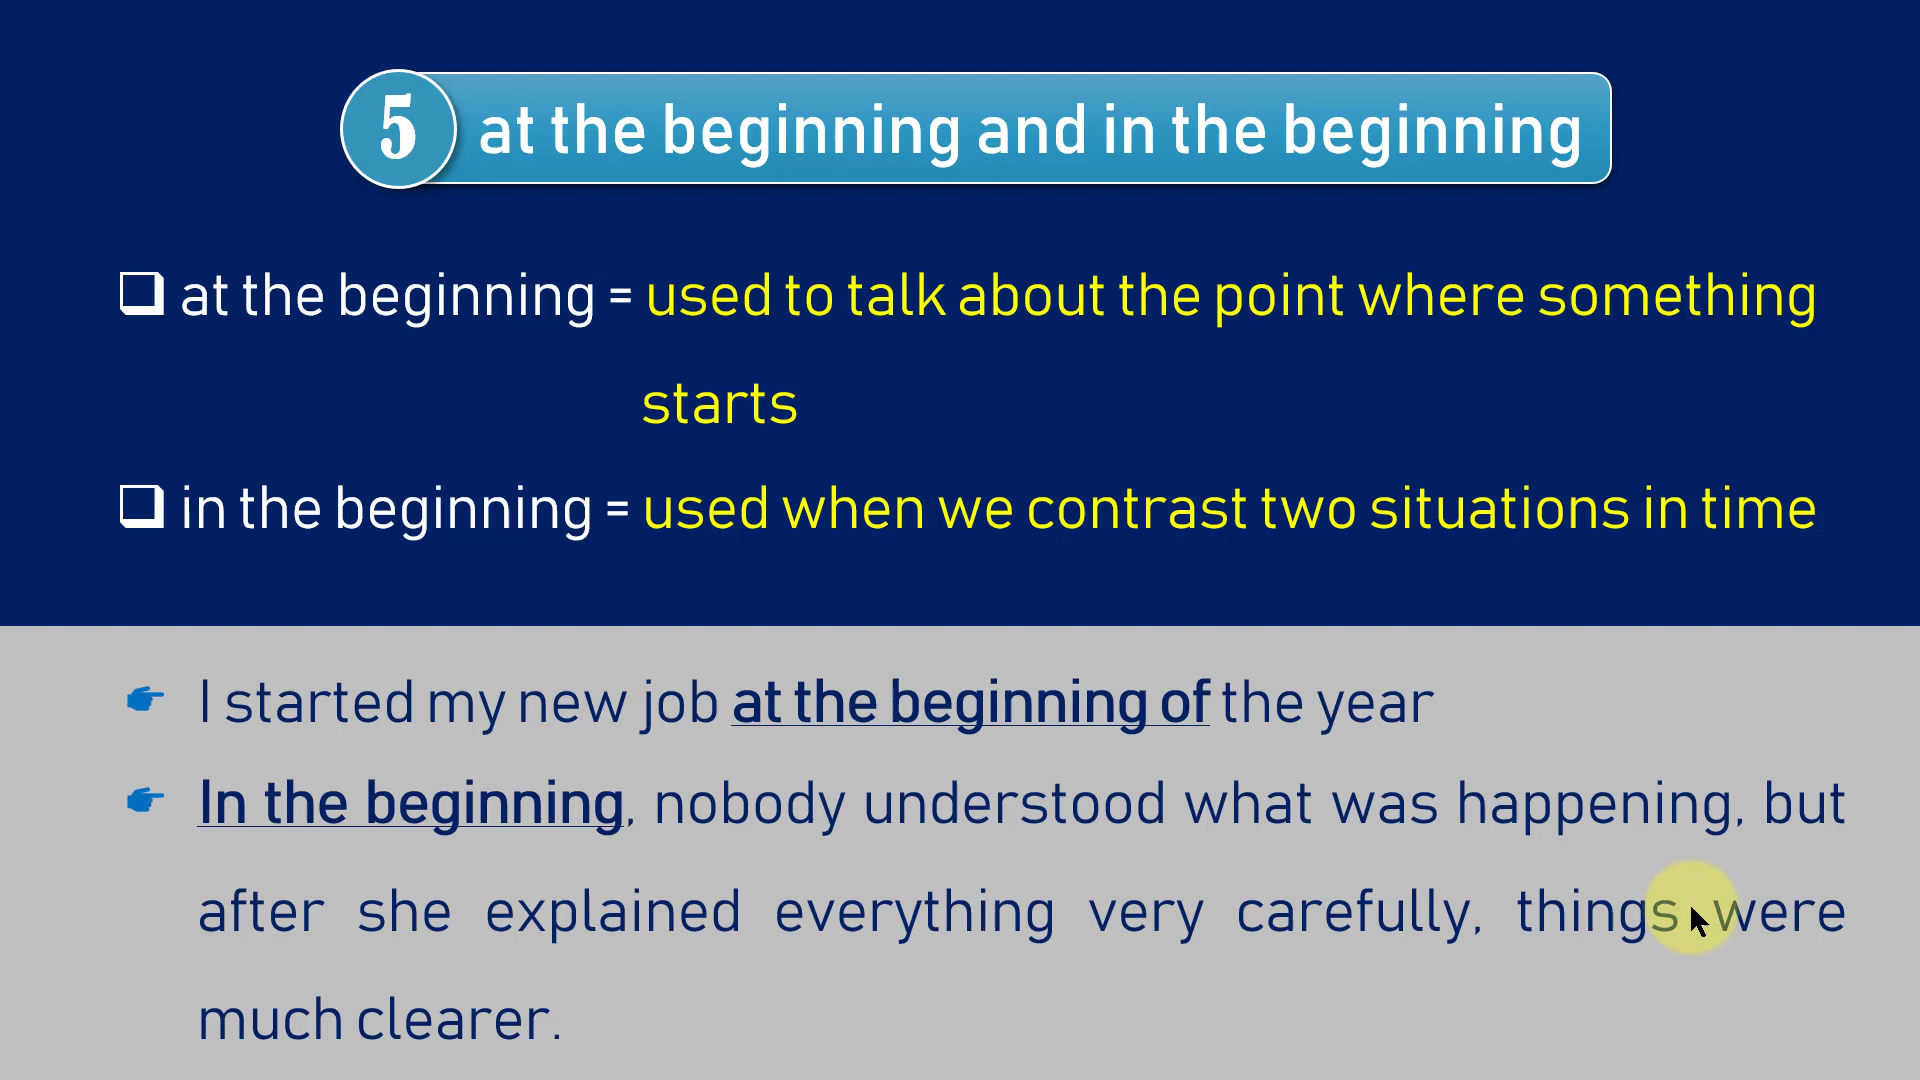 5 at the beginning and in the beginning
at the beginning = used to talk about the point where something
starts
in the beginning = used when we contrast two situations in time
I started my new job at the beginning of the year
In the beginning, nobody understood what was happening, but
after she explained everything very carefully, things were
much clearer.